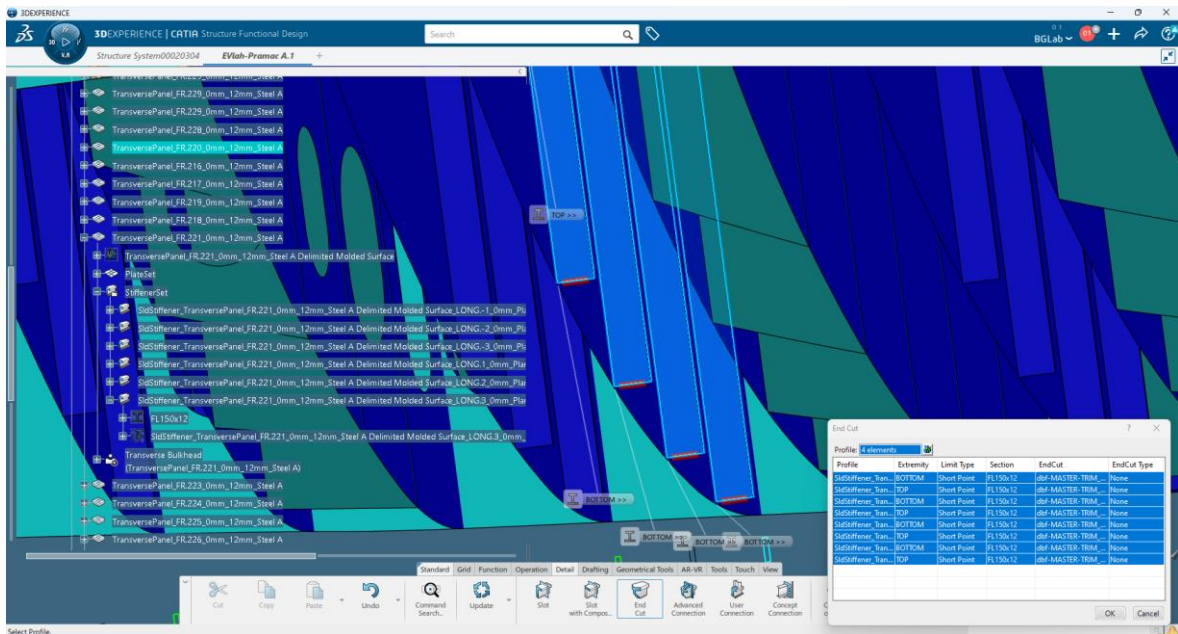 3DEXPERIENCE
3DEXPERIENCE | CATIA Structure Functional Design
Search
BGLab
Structure System00020304
EVlah-Pramac A.1
TransversePanel_FR.229_0mm_12mm_Steel A
TransversePanel_FR.229_0mm_12mm_Steel A
TransversePanel_FR.228_0mm_12mm_Steel A
TransversePanel_FR.220_0mm_12mm_Steel A
TransversePanel_FR.216_0mm_12mm_Steel A
TransversePanel_FR.217_0mm_12mm_Steel A
TransversePanel_FR.219_0mm_12mm_Steel A
TransversePanel_FR.218_0mm_12mm_Steel A
TransversePanel_FR.221_0mm_12mm_Steel A
TransversePanel_FR.221_0mm_12mm_Steel A Delimited Molded Surface
PlateSet
StiffenerSet
SldStiffener_TransversePanel_FR.221_0mm_12mm_Steel A Delimited Molded Surface_LONG.-1_0mm_Pla
SldStiffener_TransversePanel_FR.221_0mm_12mm_Steel A Delimited Molded Surface_LONG.-2_0mm_Pla
SldStiffener_TransversePanel_FR.221_0mm_12mm_Steel A Delimited Molded Surface_LONG.-3_0mm_Pla
SldStiffener_TransversePanel_FR.221_0mm_12mm_Steel A Delimited Molded Surface_LONG.1_0mm_Plar
SldStiffener_TransversePanel_FR.221_0mm_12mm_Steel A Delimited Molded Surface_LONG.2_0mm_Plar
SldStiffener_TransversePanel_FR.221_0mm_12mm_Steel A Delimited Molded Surface_LONG.3_0mm_Plar
FL150x12
SldStiffener_TransversePanel_FR.221_0mm_12mm_Steel A Delimited Molded Surface_LONG.3_0mm_
Transverse Bulkhead
(TransversePanel_FR.221_0mm_12mm_Steel A)
TransversePanel_FR.223_0mm_12mm_Steel A
TransversePanel_FR.224_0mm_12mm_Steel A
TransversePanel_FR.225_0mm_12mm_Steel A
TransversePanel_FR.226_0mm_12mm_Steel A
TOP >>
BOTTOM >>
BOTTOM >> BOTTOM BOTTOM >>
End Cut
Profile: 4 elements
Profile Extremity Limit Type Section EndCut EndCut Type
SldStiffener_Tran... BOTTOM Short Point FL150x12 dbf-MASTER-TRIM_... None
SldStiffener_Tran... TOP Short Point FL150x12 dbf-MASTER-TRIM_... None
SldStiffener_Tran... BOTTOM Short Point FL150x12 dbf-MASTER-TRIM_... None
SldStiffener_Tran... TOP Short Point FL150x12 dbf-MASTER-TRIM_... None
SldStiffener_Tran... BOTTOM Short Point FL150x12 dbf-MASTER-TRIM_... None
SldStiffener_Tran... TOP Short Point FL150x12 dbf-MASTER-TRIM_... None
SldStiffener_Tran... BOTTOM Short Point FL150x12 dbf-MASTER-TRIM_... None
SldStiffener_Tran... TOP Short Point FL150x12 dbf-MASTER-TRIM_... None
OK Cancel
Standard Grid Function Operation Detail Drafting Geometrical Tools AR-VR Tools Touch View
Cut
Copy
Paste
Undo
Command Search...
Update
Slot
Slot with Compos...
End Cut
Advanced Connection
User Connection
Concept Connection
Select Profile.